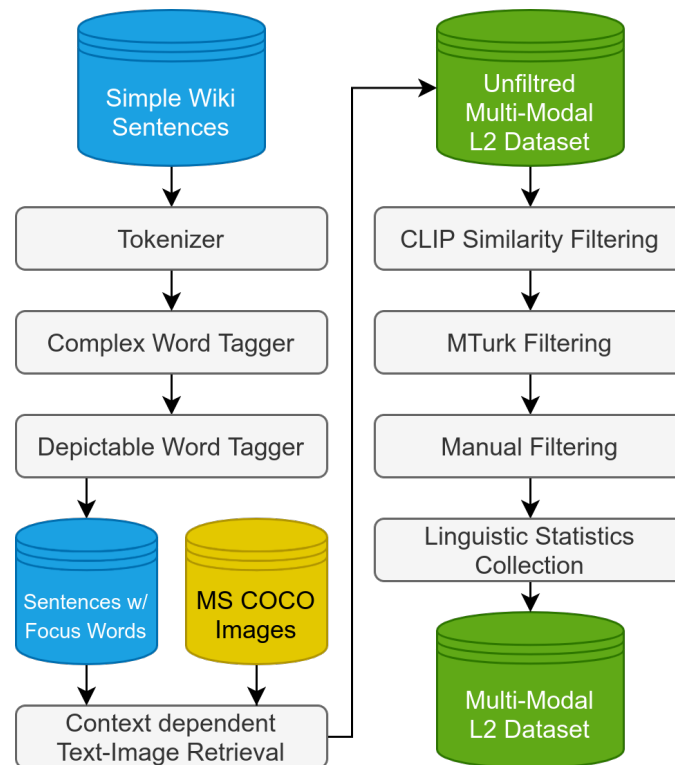 Simple Wiki
Sentences
Tokenizer
Complex Word Tagger
Depictable Word Tagger
Sentences w/
Focus Words
MS COCO
Images
Context dependent
Text-Image Retrieval
Unfiltred
Multi-Modal
L2 Dataset
CLIP Similarity Filtering
MTurk Filtering
Manual Filtering
Linguistic Statistics
Collection
Multi-Modal
L2 Dataset